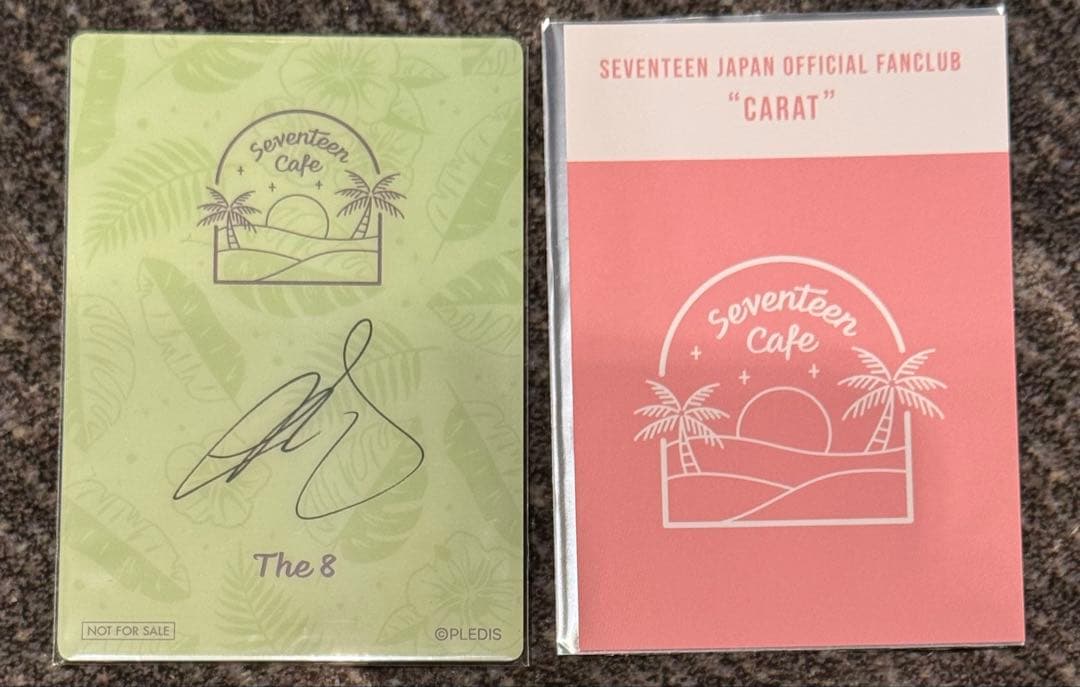 Seventeen
Cafe
The 8
NOT FOR SALE
©PLEDIS
SEVENTEEN JAPAN OFFICIAL FANCLUB
“CARAT”
Seventeen
Cafe